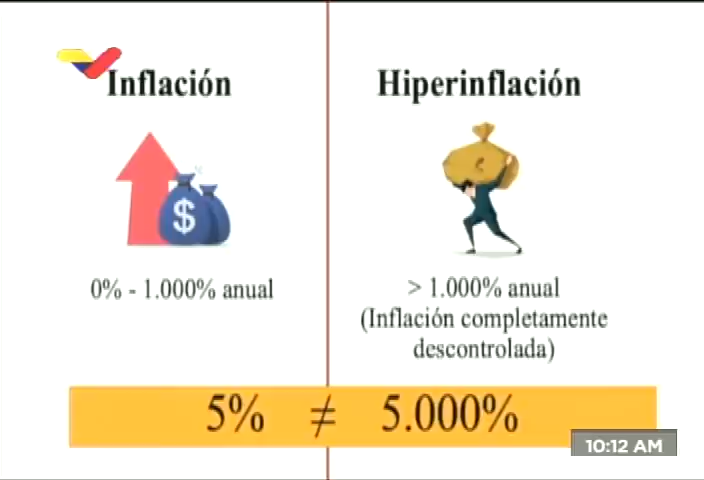 Inflación
Hiperinflación
$
0% - 1.000% anual
> 1.000% anual
(Inflación completamente
descontrolada)
5% ≠ 5.000%
10:12 AM